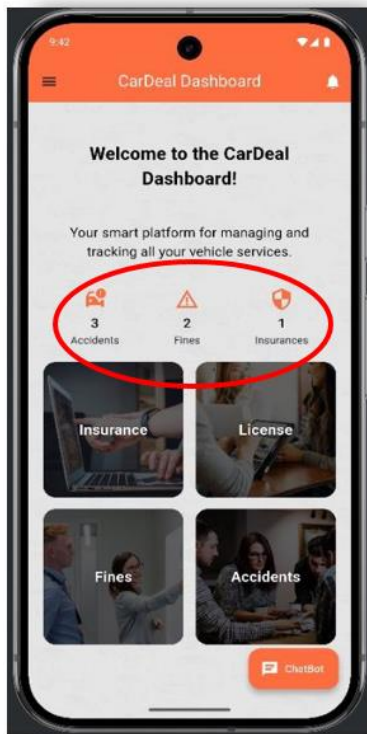 9:42
CarDeal Dashboard
Welcome to the CarDeal
Dashboard!
Your smart platform for managing and
tracking all your vehicle services.
3 2 1
Accidents Fines Insurances
Insurance License
Fines Accidents
ChatBot